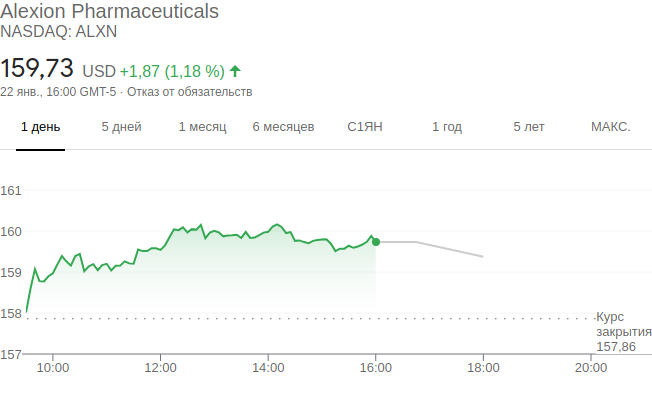 Alexion Pharmaceuticals
NASDAQ: ALXN
159,73 USD +1,87 (1,18 %)
22 янв., 16:00 GMT-5 · Отказ от обязательств
1 день 5 дней 1 месяц 6 месяцев С1ЯН 1 год 5 лет МАКС.
161
160
159
158
Курс
закрытия
157,86
157
10:00 12:00 14:00 16:00 18:00 20:00